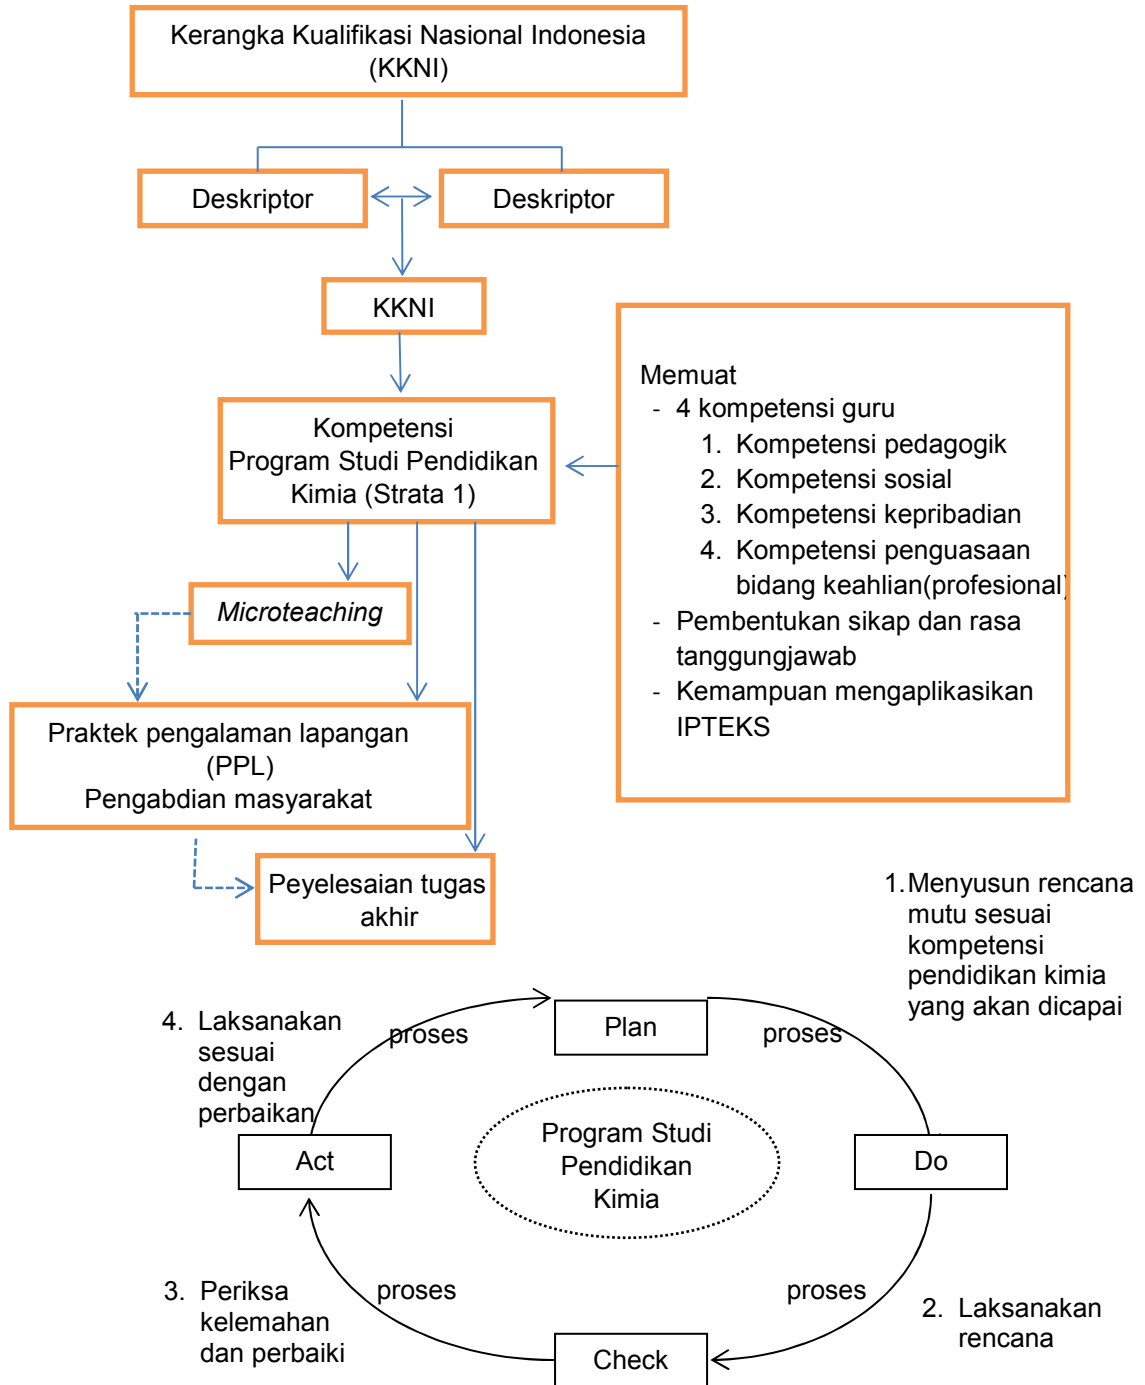 Kerangka Kualifikasi Nasional Indonesia
(KKNI)
Deskriptor
Deskriptor
KKNI
Kompetensi
Program Studi Pendidikan
Kimia (Strata 1)
Memuat
- 4 kompetensi guru
1. Kompetensi pedagogik
2. Kompetensi sosial
3. Kompetensi kepribadian
4. Kompetensi penguasaan
bidang keahlian(profesional)
- Pembentukan sikap dan rasa
tanggungjawab
- Kemampuan mengaplikasikan
IPTEKS
Microteaching
Praktek pengalaman lapangan
(PPL)
Pengabdian masyarakat
Peyelesaian tugas
akhir
1. Menyusun rencana
mutu sesuai
kompetensi
pendidikan kimia
yang akan dicapai
4. Laksanakan
sesuai
dengan
perbaikan
proses
Plan
proses
Program Studi
Pendidikan
Kimia
Act
Do
3. Periksa
kelemahan
dan perbaiki
proses
proses
2. Laksanakan
rencana
Check